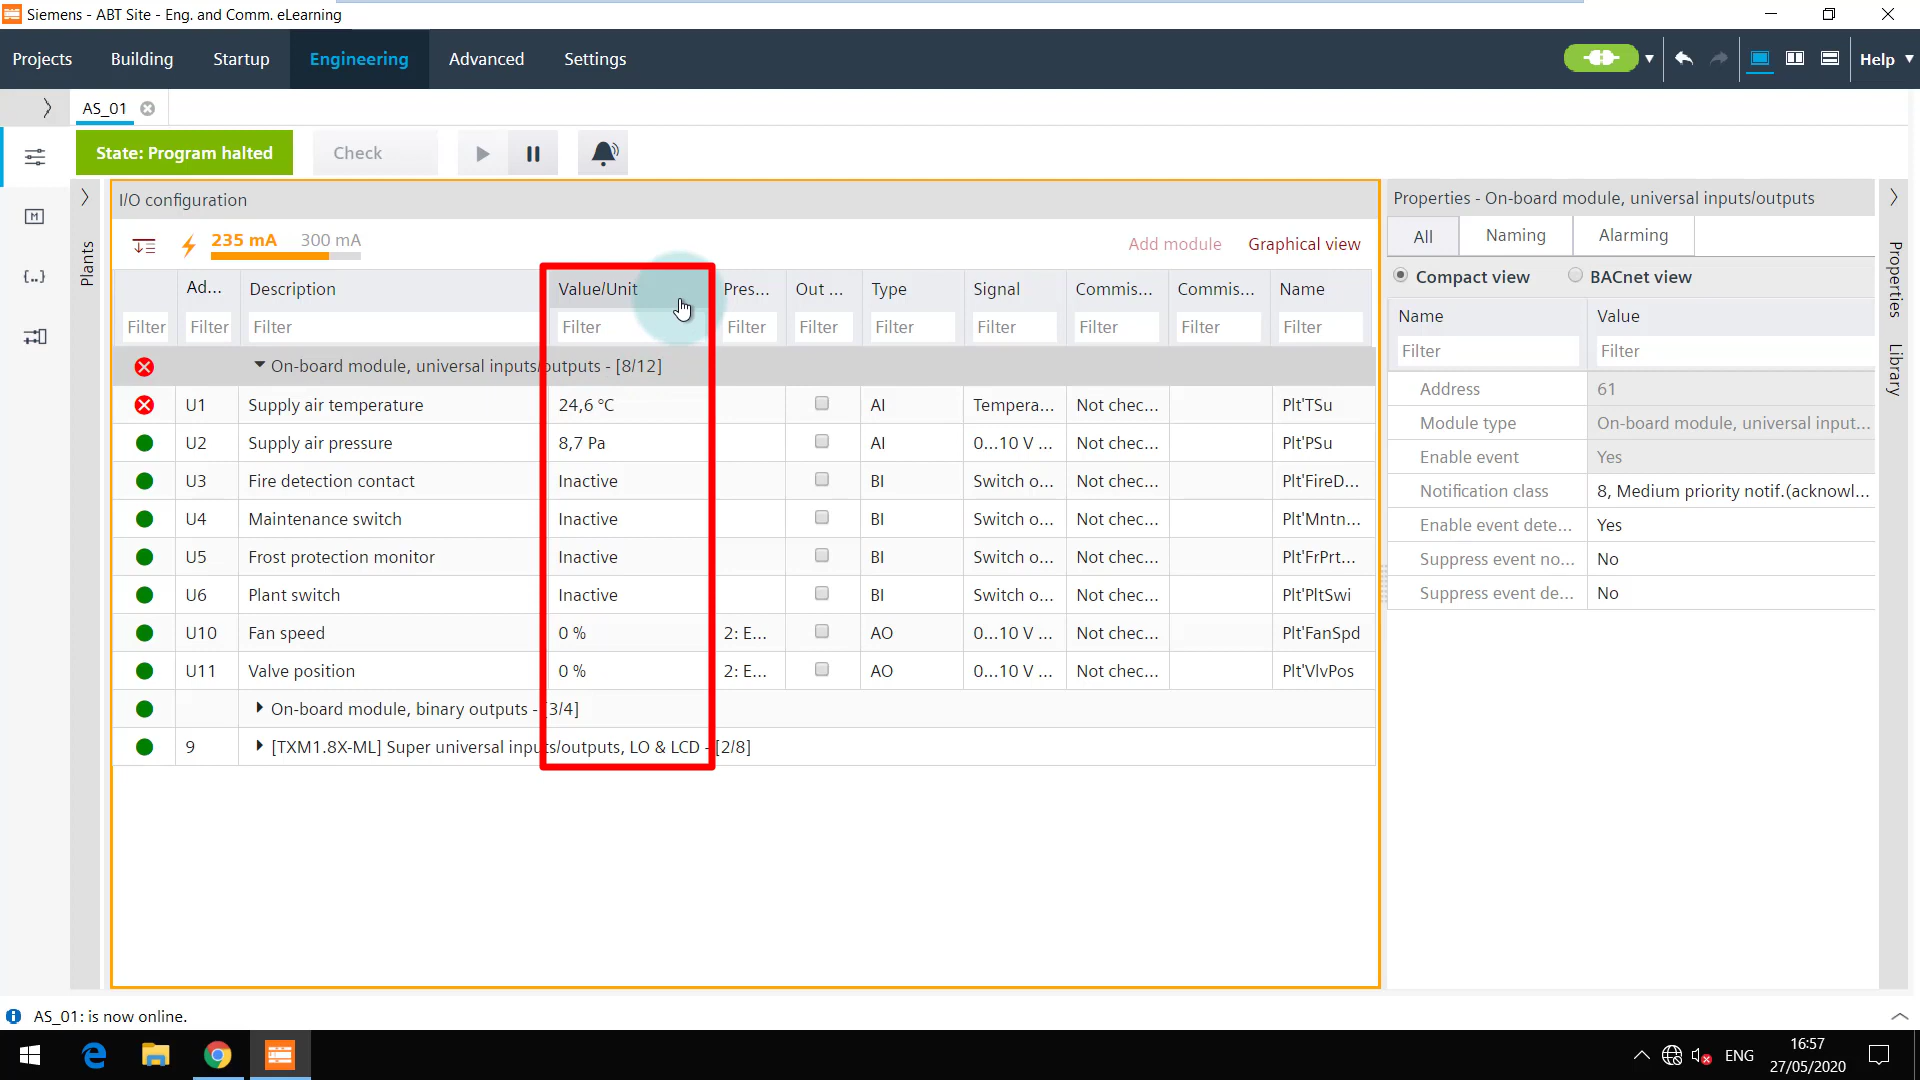 Siemens - ABT Site - Eng. and Comm. eLearning
Projects Building Startup Engineering Advanced Settings Help
AS_01
State: Program halted Check
I/O configuration
235 mA 300 mA Add module Graphical view
Ad... Description Value/Unit Pres... Out ... Type Signal Commis... Commis... Name
Filter Filter Filter Filter Filter Filter Filter Filter Filter Filter Filter
On-board module, universal inputs/outputs - [8/12]
U1 Supply air temperature 24,6 °C AI Tempera... Not chec... Plt'TSu
U2 Supply air pressure 8,7 Pa AI 0...10 V ... Not chec... Plt'PSu
U3 Fire detection contact Inactive BI Switch o... Not chec... Plt'FireD...
U4 Maintenance switch Inactive BI Switch o... Not chec... Plt'Mntn...
U5 Frost protection monitor Inactive BI Switch o... Not chec... Plt'FrPrt...
U6 Plant switch Inactive BI Switch o... Not chec... Plt'PltSwi
U10 Fan speed 0 % 2: E... AO 0...10 V ... Not chec... Plt'FanSpd
U11 Valve position 0 % 2: E... AO 0...10 V ... Not chec... Plt'VlvPos
On-board module, binary outputs - [3/4]
9 [TXM1.8X-ML] Super universal inputs/outputs, LO & LCD - [2/8]
Plants
M
{..}
Properties - On-board module, universal inputs/outputs
All Naming Alarming
Compact view BACnet view
Name Value
Filter Filter
Address 61
Module type On-board module, universal input...
Enable event Yes
Notification class 8, Medium priority notif.(acknowl...
Enable event dete... Yes
Suppress event no... No
Suppress event de... No
Properties
Library
AS_01: is now online.
ENG
16:57
27/05/2020